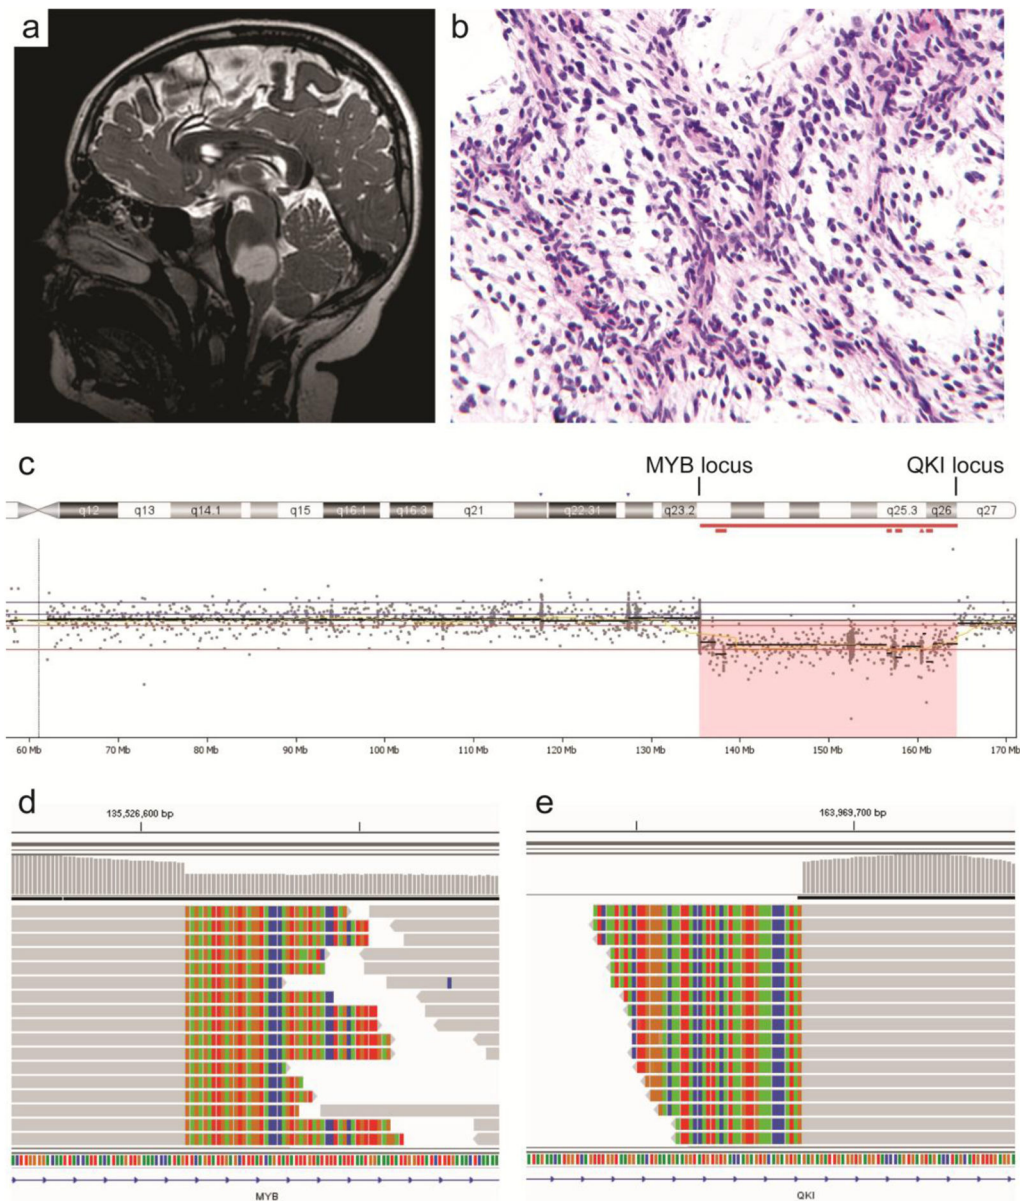 a
b
c
MYB locus
QKI locus
q12
q13
q14.1
q15
q16.1
q16.3
q21
q22.31
q23.2
q25.3
q26
q27
60 Mb
70 Mb
80 Mb
90 Mb
100 Mb
110 Mb
120 Mb
130 Mb
140 Mb
150 Mb
160 Mb
170 Mb
d
135,526,600 bp
MYB
e
163,969,700 bp
QKI